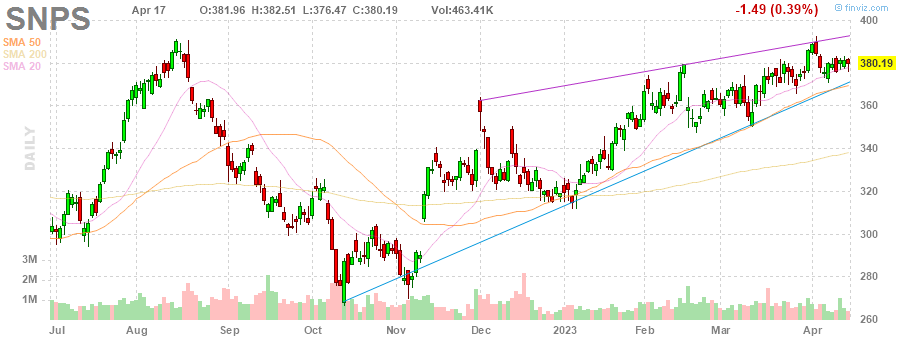 SNPS Apr 17 O:381.96 H:382.51 L:376.47 C:380.19 Vol:463.41K -1.49 (0.39%) © finviz.com
SMA 50
SMA 200
SMA 20
DAILY
400
380.19
360
340
320
300
280
260
3M
2M
1M
Jul Aug Sep Oct Nov Dec 2023 Feb Mar Apr